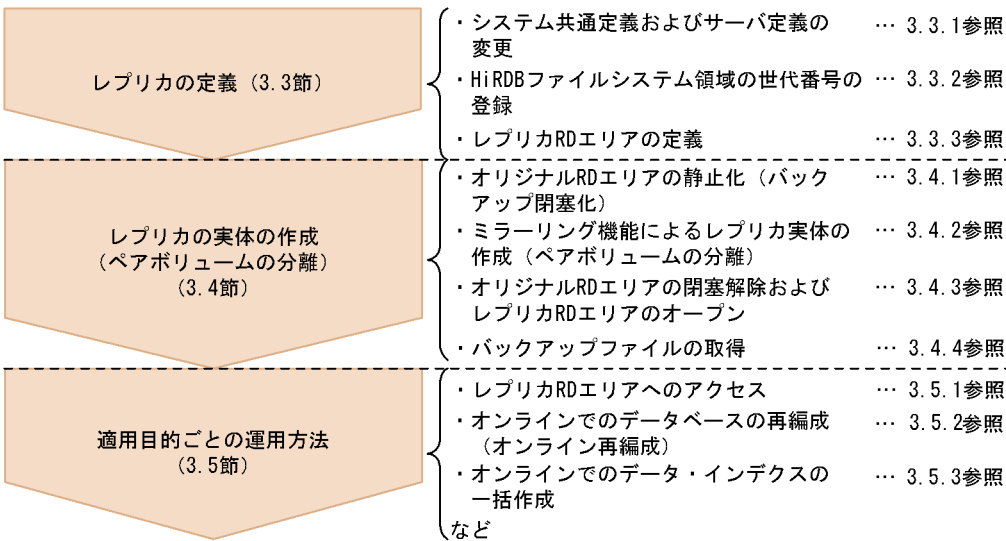 レプリカの定義（3.3節）
・システム共通定義およびサーバ定義の … 3.3.1参照
変更
・HiRDBファイルシステム領域の世代番号の … 3.3.2参照
登録
・レプリカRDエリアの定義 … 3.3.3参照
レプリカの実体の作成
（ペアボリュームの分離）
（3.4節）
・オリジナルRDエリアの静止化（バック … 3.4.1参照
アップ閉塞化）
・ミラーリング機能によるレプリカ実体の … 3.4.2参照
作成（ペアボリュームの分離）
・オリジナルRDエリアの閉塞解除および … 3.4.3参照
レプリカRDエリアのオープン
・バックアップファイルの取得 … 3.4.4参照
適用目的ごとの運用方法
（3.5節）
・レプリカRDエリアへのアクセス … 3.5.1参照
・オンラインでのデータベースの再編成 … 3.5.2参照
（オンライン再編成）
・オンラインでのデータ・インデクスの … 3.5.3参照
一括作成
など